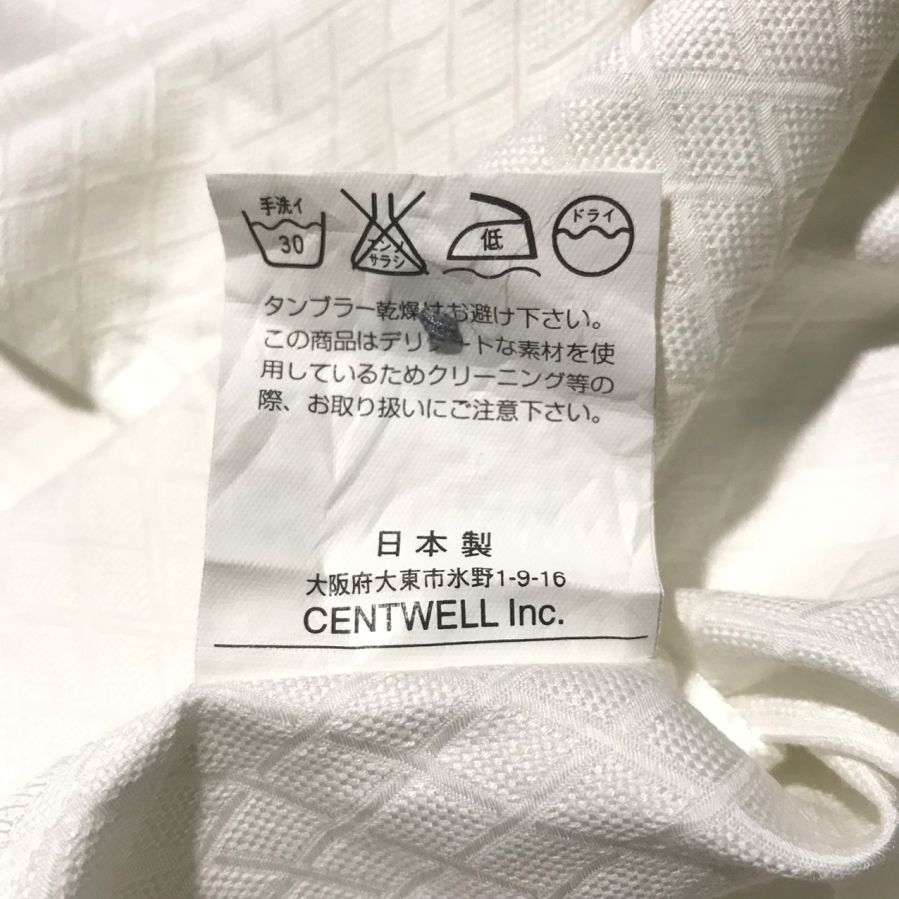 手洗イ
30
エンソ
サラシ
低
ドライ
タンブラー乾燥はお避け下さい。
この商品はデリケートな素材を使
用しているためクリーニング等の
際、お取り扱いにご注意下さい。
日本製
大阪府大東市氷野1-9-16
CENTWELL Inc.